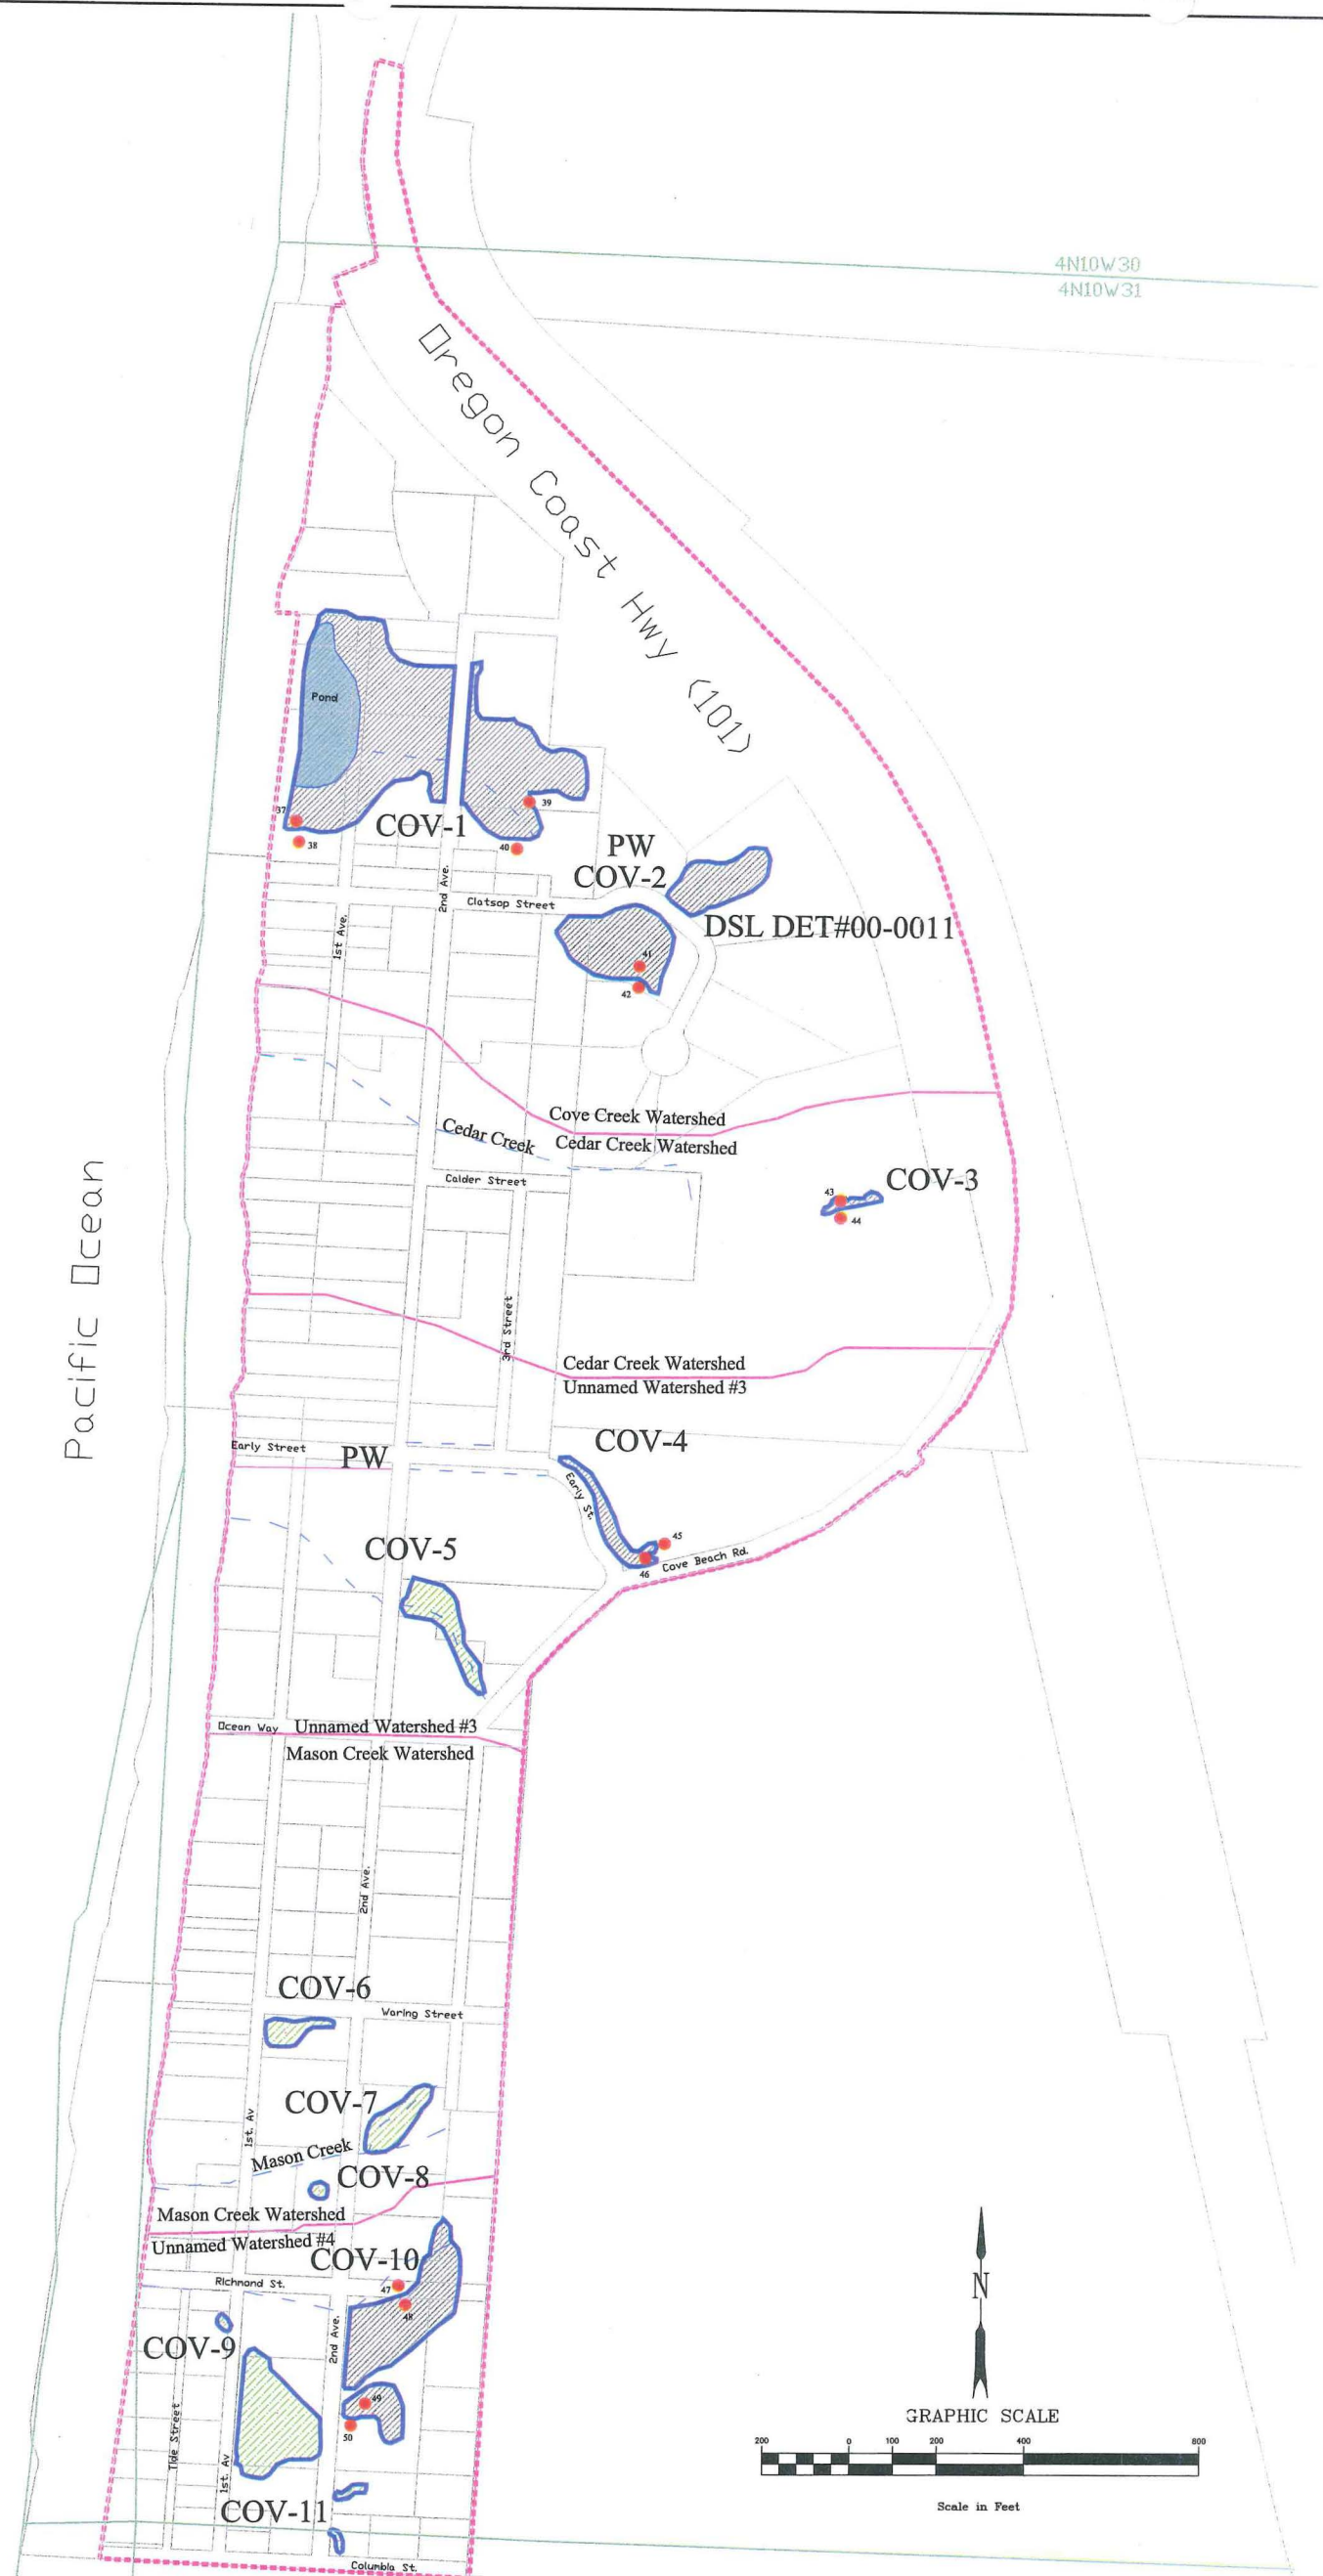 4N10W30
4N10W31
Oregon Coast Hwy (101)
Pond
37
38
39
40
COV-1
PW
COV-2
2nd Ave.
Clatsop Street
DSL DET#00-0011
1st Ave.
41
42
Cove Creek Watershed
Cedar Creek
Cedar Creek Watershed
Pacific Ocean
Calder Street
COV-3
43
44
3rd Street
Cedar Creek Watershed
Unnamed Watershed #3
Early Street
PW
COV-4
Early St.
45
46
Cove Beach Rd.
COV-5
Ocean Way
Unnamed Watershed #3
Mason Creek Watershed
2nd Ave.
COV-6
Waring Street
COV-7
1st. Av
Mason Creek
COV-8
Mason Creek Watershed
Unnamed Watershed #4
COV-10
Richmond St.
47
48
COV-9
2nd Ave.
49
50
Tide Street
1st. Av
COV-11
Columbia St.
N
GRAPHIC SCALE
200 0 100 200 400 800
Scale in Feet